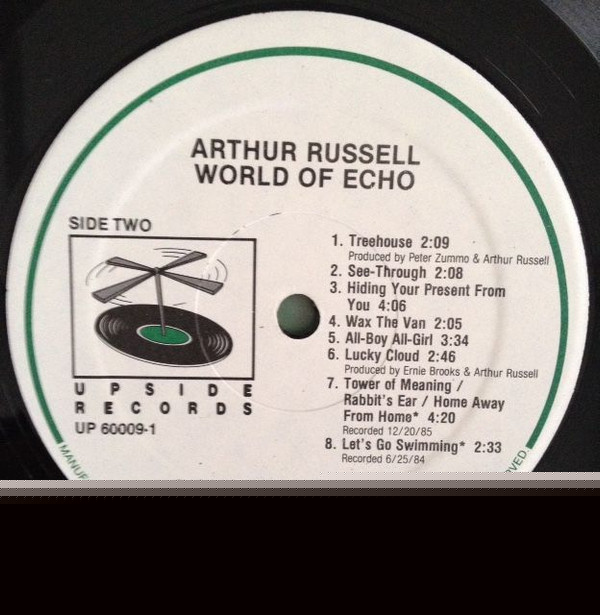 ARTHUR RUSSELL
WORLD OF ECHO
SIDE TWO
UPSIDE
RECORDS
UP 60009-1
1. Treehouse 2:09
Produced by Peter Zummo & Arthur Russell
2. See-Through 2:08
3. Hiding Your Present From
You 4:06
4. Wax The Van 2:05
5. All-Boy All-Girl 3:34
6. Lucky Cloud 2:46
Produced by Ernie Brooks & Arthur Russell
7. Tower of Meaning /
Rabbit's Ear / Home Away
From Home* 4:20
Recorded 12/20/85
8. Let's Go Swimming* 2:33
Recorded 6/25/84